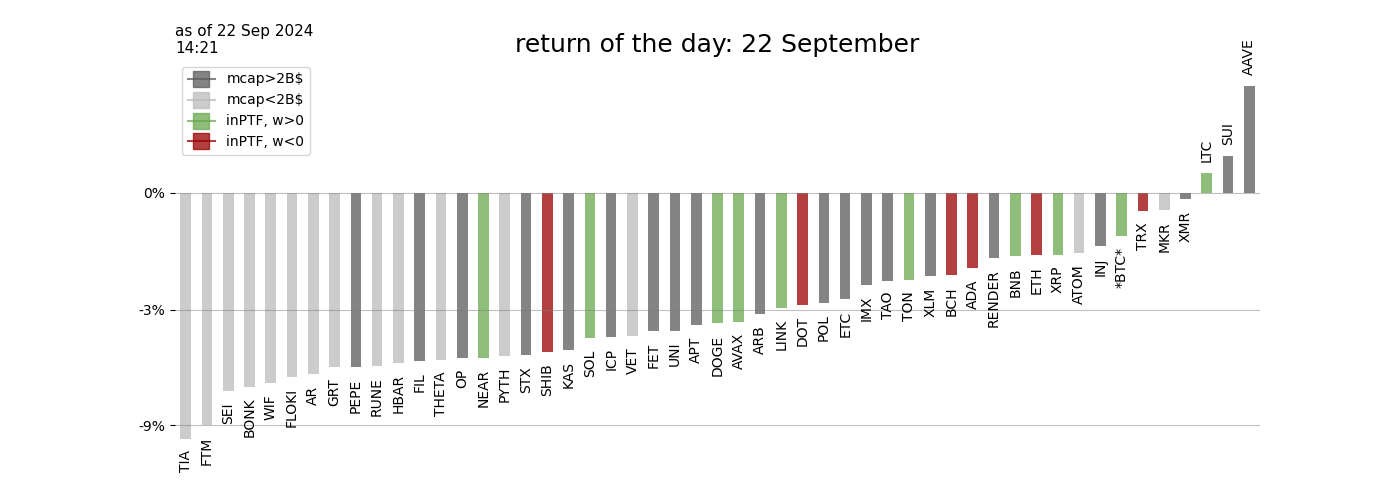 as of 22 Sep 2024
14:21
return of the day: 22 September
mcap>2B$
mcap<2B$
inPTF, w>0
inPTF, w<0
0%
-3%
-9%
TIA
FTM
SEI
BONK
WIF
FLOKI
AR
GRT
PEPE
RUNE
HBAR
FIL
THETA
OP
NEAR
PYTH
STX
SHIB
KAS
SOL
ICP
VET
FET
UNI
APT
DOGE
AVAX
ARB
LINK
DOT
POL
ETC
IMX
TAO
TON
XLM
BCH
ADA
RENDER
BNB
ETH
XRP
ATOM
INJ
*BTC*
TRX
MKR
XMR
LTC
SUI
AAVE